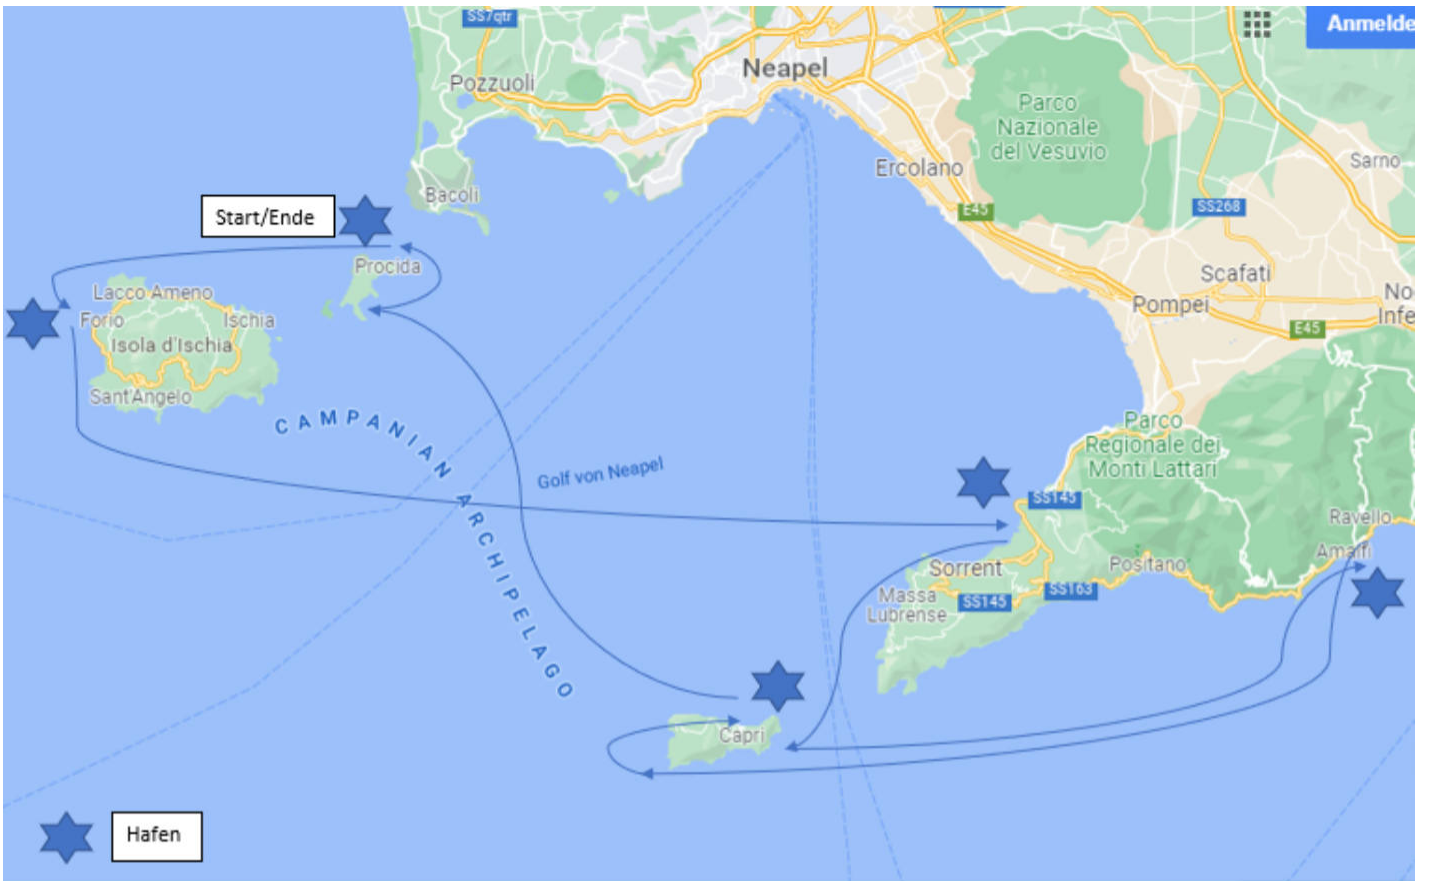 SS7qtr
Anmelde
Neapel
Pozzuoli
Parco
Nazionale
del Vesuvio
Ercolano
Sarno
Bacoli
Start/Ende
E45
SS268
Procida
Scafati
Lacco Ameno
No
Infe
Pompei
Forio
Ischia
E45
Isola d'Ischia
Sant'Angelo
CAMPANIAN ARCHIPELAGO
Parco
Regionale dei
Monti Lattari
Golf von Neapel
SS145
Ravello
Amalfi
Positano
Sorrent
SS163
Massa
Lubrense
SS145
Capri
Hafen